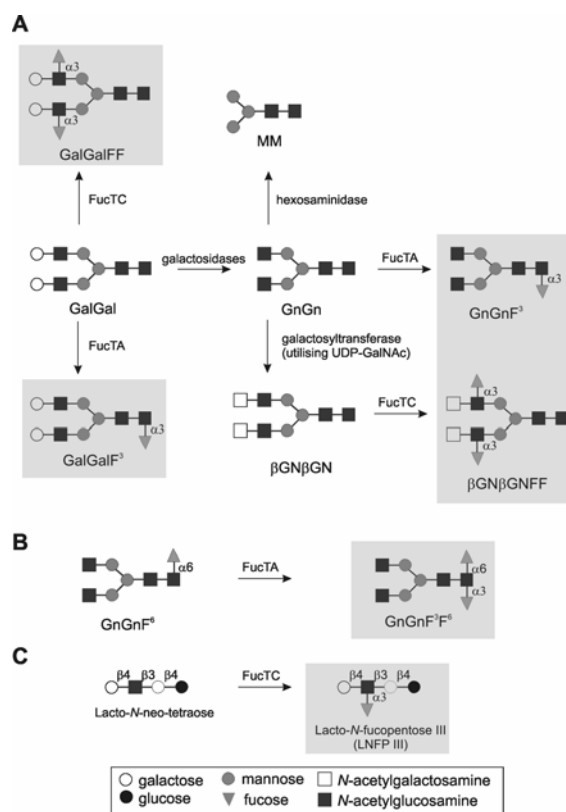 A
α3
α3
GalGalFF
MM
FucTC
hexosaminidase
galactosidases
FucTA
GalGal
GnGn
α3
GnGnF³
FucTA
galactosyltransferase
(utilising UDP-GalNAc)
α3
FucTC
α3
GalGalF³
α3
βGNβGN
βGNβGNFF
B
α6
FucTA
α6
α3
GnGnF⁶
GnGnF³F⁶
C
β4 β3 β4
FucTC
β4 β3 β4
α3
Lacto-N-neo-tetraose
Lacto-N-fucopentose III
(LNFP III)
galactose
mannose
N-acetylgalactosamine
glucose
fucose
N-acetylglucosamine